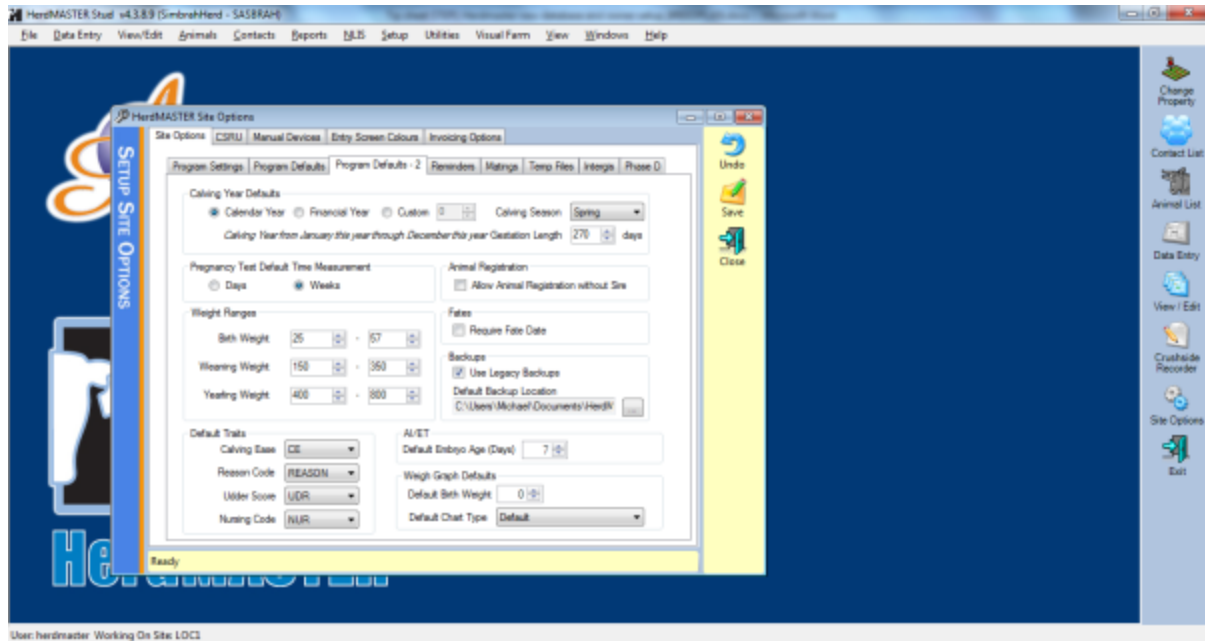 HerdMASTER Stud v4.3.8.9 (SimbrahHerd - SASBRAH)
File Data Entry View/Edit Animals Contacts Reports NLIS Setup Utilities Visual Farm View Windows Help
HerdMASTER Site Options
Site Options CSRU Manual Devices Entry Screen Colours Invoicing Options
Program Settings Program Defaults Program Defaults - 2 Reminders Matings Temp Files Intergis Phase D
SETUP SITE OPTIONS
Calving Year Defaults
Calendar Year Financial Year Custom 0 Calving Season Spring
Calving Year from January this year through December this year Gestation Length 270 days
Pregnancy Test Default Time Measurement
Days Weeks
Animal Registration
Allow Animal Registration without Sire
Weight Ranges
Birth Weight 25 - 57
Weaning Weight 150 - 350
Yearling Weight 400 - 800
Fates
Require Fate Date
Backups
Use Legacy Backups
Default Backup Location
C:\Users\Michael\Documents\HerdM
...
Default Traits
Calving Ease CE
Reason Code REASON
Udder Score UDR
Nursing Code NUR
AI/ET
Default Embryo Age (Days) 7
Weigh Graph Defaults
Default Birth Weight 0
Default Chart Type Default
Ready
Undo
Save
Close
Change
Property
Contact List
Animal List
Data Entry
View / Edit
Crushside
Recorder
Site Options
Exit
HerdMASTER
User: herdmaster Working On Site: LOC1